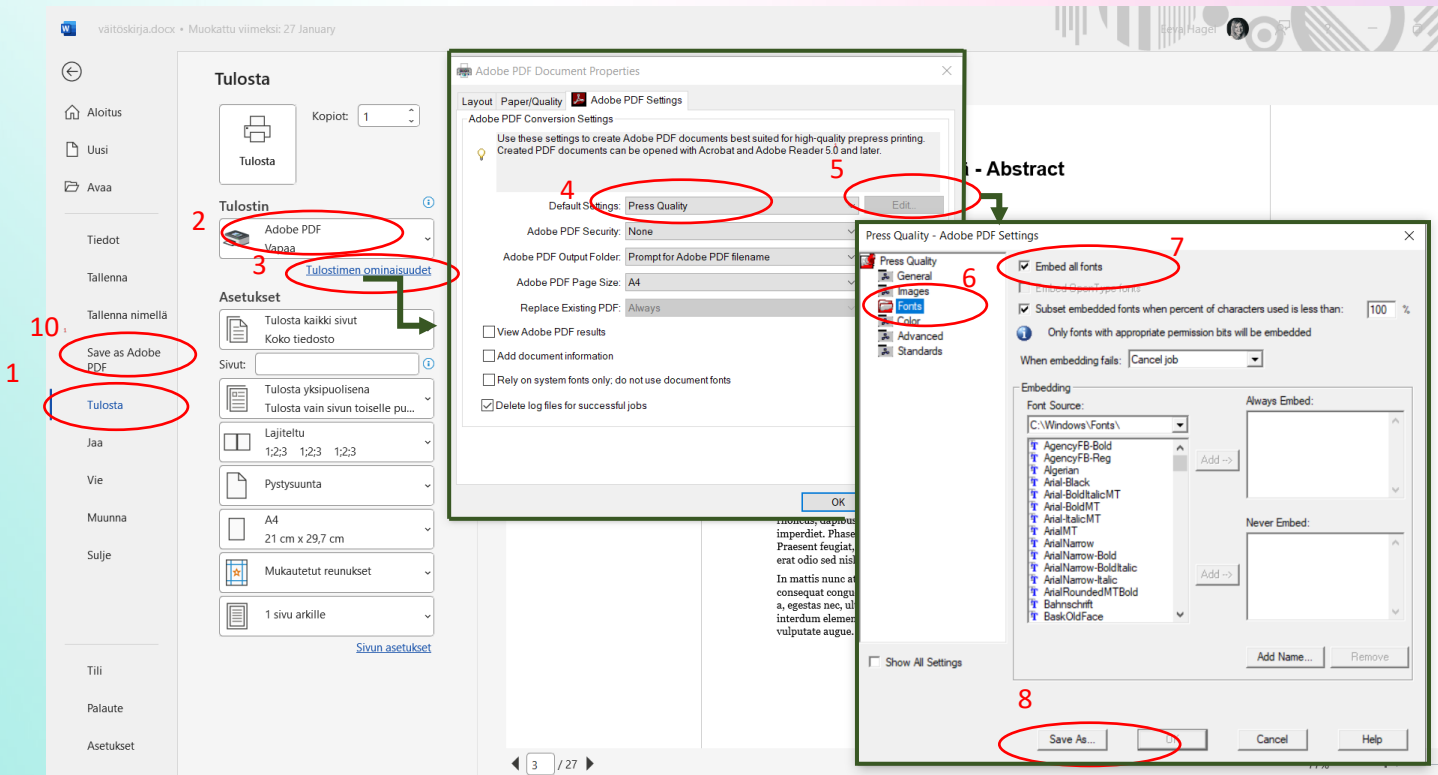 väitöskirja.docx • Muokattu viimeksi: 27 January
Eeva Hagel
Aloitus
Uusi
Avaa
Tiedot
Tallenna
Tallenna nimellä
10
Save as Adobe
PDF
1
Tulosta
Jaa
Vie
Muunna
Sulje
Tili
Palaute
Asetukset
Tulosta
Tulosta
Kopiot: 1
Tulostin
2
Adobe PDF
Vapaa
3
Tulostimen ominaisuudet
Asetukset
Tulosta kaikki sivut
Koko tiedosto
Sivut:
Tulosta yksipuolisena
Tulosta vain sivun toiselle pu...
Lajiteltu
1;2;3 1;2;3 1;2;3
Pystysuunta
A4
21 cm x 29,7 cm
Mukautetut reunukset
1 sivu arkille
Sivun asetukset
Adobe PDF Document Properties
Layout Paper/Quality Adobe PDF Settings
Adobe PDF Conversion Settings
Use these settings to create Adobe PDF documents best suited for high-quality prepress printing.
Created PDF documents can be opened with Acrobat and Adobe Reader 5.0 and later.
4
5
Default Settings: Press Quality Edit...
Adobe PDF Security: None
Adobe PDF Output Folder: Prompt for Adobe PDF filename
Adobe PDF Page Size: A4
Replace Existing PDF: Always
View Adobe PDF results
Add document information
Rely on system fonts only; do not use document fonts
Delete log files for successful jobs
OK
- Abstract
imperdiet. Phase
Praesent feugiat,
erat odio sed nisl
In mattis nunc at
consequat congu
a, egestas nec, ul
interdum elemen
vulputate augue.
3 / 27
77%
Press Quality - Adobe PDF Settings
Press Quality
General
Images
6
Fonts
Color
Advanced
Standards
Show All Settings
7
Embed all fonts
Embed OpenType fonts
Subset embedded fonts when percent of characters used is less than: 100 %
Only fonts with appropriate permission bits will be embedded
When embedding fails: Cancel job
Embedding
Font Source:
C:\Windows\Fonts\
AgencyFB-Bold
AgencyFB-Reg
Algerian
Arial-Black
Arial-BoldItalicMT
Arial-BoldMT
Arial-ItalicMT
ArialMT
ArialNarrow
ArialNarrow-Bold
ArialNarrow-BoldItalic
ArialNarrow-Italic
ArialRoundedMTBold
Bahnschrift
BaskOldFace
Add -->
Add -->
Always Embed:
Never Embed:
Add Name... Remove
8
Save As... OK Cancel Help